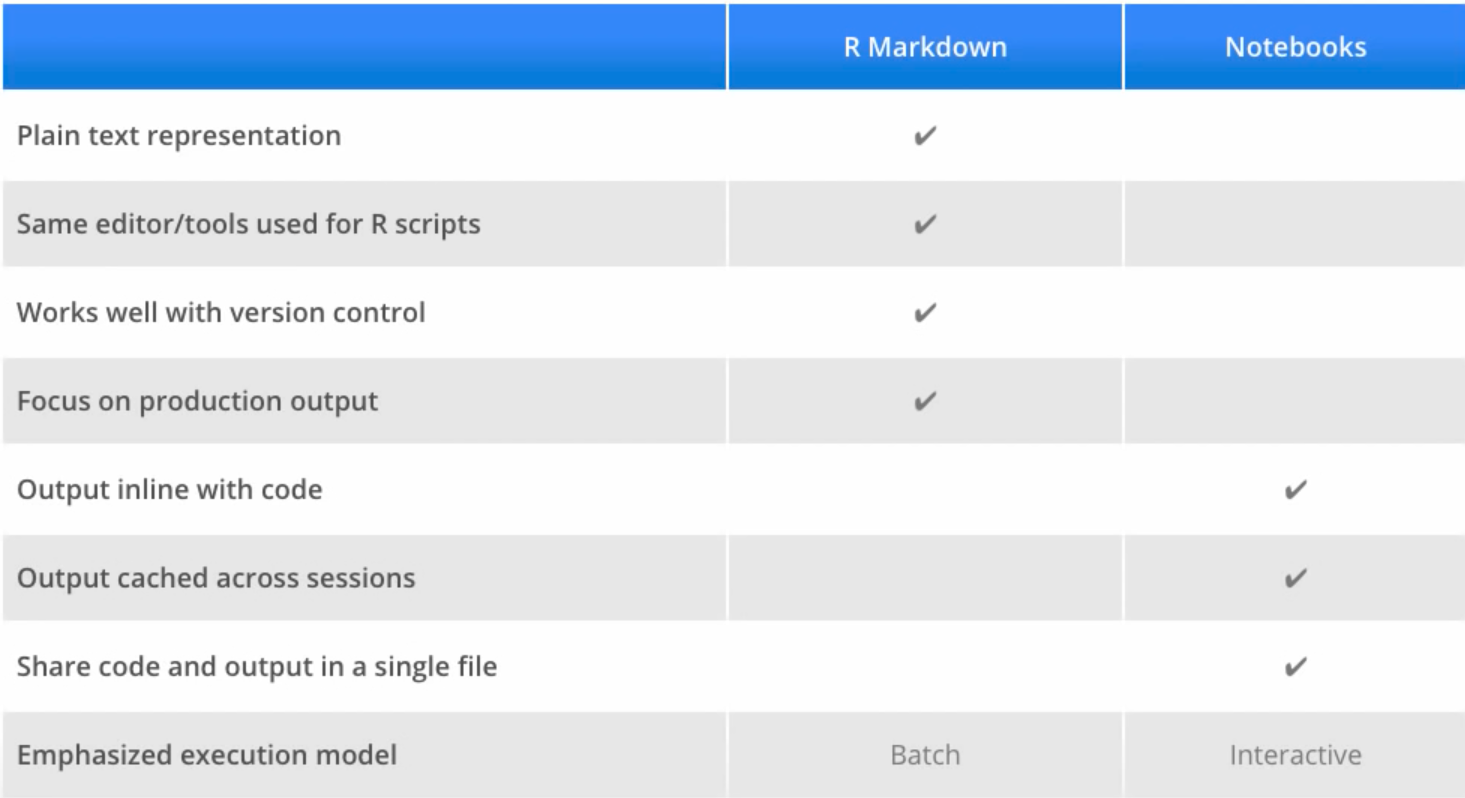 R Markdown Notebooks
Plain text representation ✔
Same editor/tools used for R scripts ✔
Works well with version control ✔
Focus on production output ✔
Output inline with code ✔
Output cached across sessions ✔
Share code and output in a single file ✔
Emphasized execution model Batch Interactive